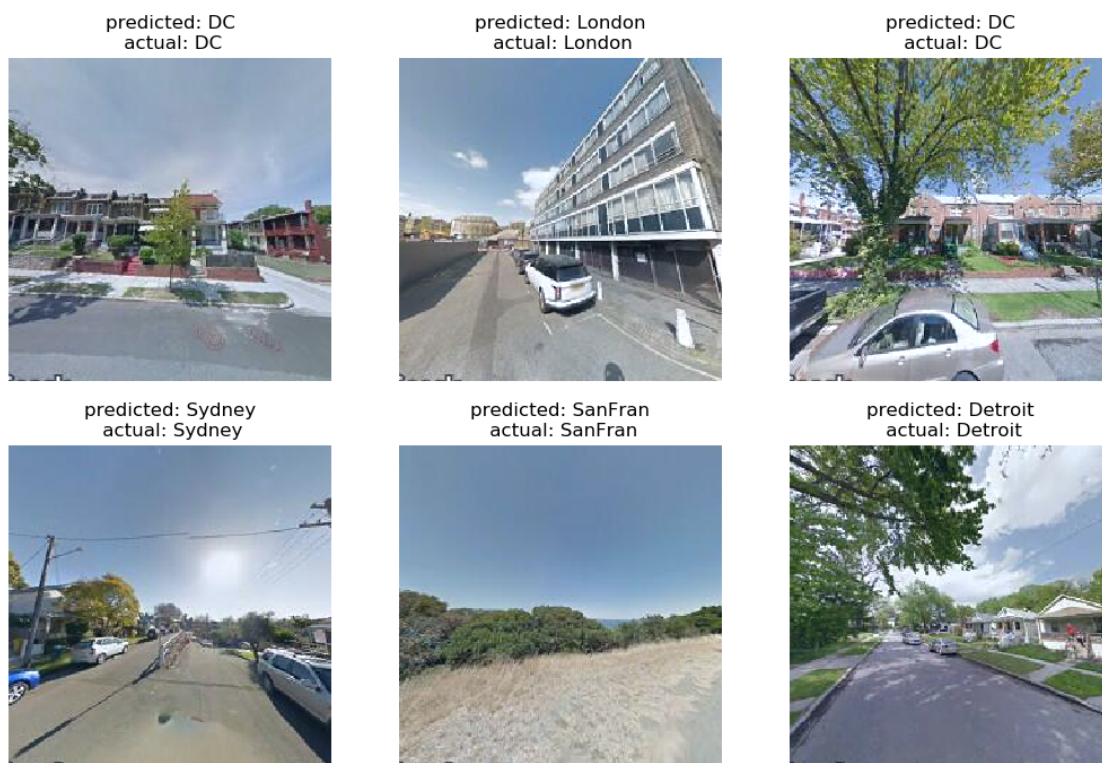 predicted: DC
actual: DC
predicted: London
actual: London
predicted: DC
actual: DC
predicted: Sydney
actual: Sydney
predicted: SanFran
actual: SanFran
predicted: Detroit
actual: Detroit